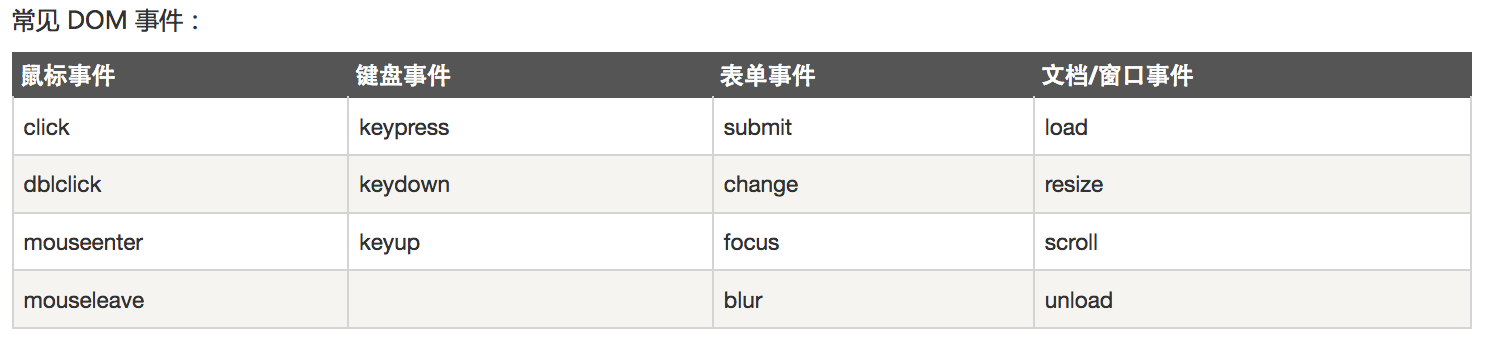 常见 DOM 事件：
鼠标事件 键盘事件 表单事件 文档/窗口事件
click keypress submit load
dblclick keydown change resize
mouseenter keyup focus scroll
mouseleave blur unload